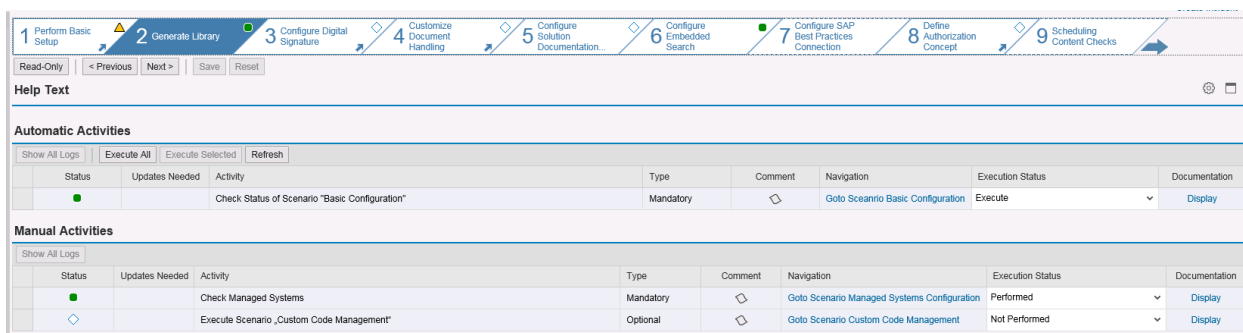 1 Perform Basic Setup
2 Generate Library
3 Configure Digital Signature
4 Customize Document Handling
5 Configure Solution Documentation...
6 Configure Embedded Search
7 Configure SAP Best Practices Connection
8 Define Authorization Concept
9 Scheduling Content Checks
Read-Only < Previous Next > Save Reset
Help Text
Automatic Activities
Show All Logs Execute All Execute Selected Refresh
Status Updates Needed Activity Type Comment Navigation Execution Status Documentation
Check Status of Scenario "Basic Configuration" Mandatory Goto Sceanrio Basic Configuration Execute Display
Manual Activities
Show All Logs
Status Updates Needed Activity Type Comment Navigation Execution Status Documentation
Check Managed Systems Mandatory Goto Scenario Managed Systems Configuration Performed Display
Execute Scenario „Custom Code Management" Optional Goto Scenario Custom Code Management Not Performed Display